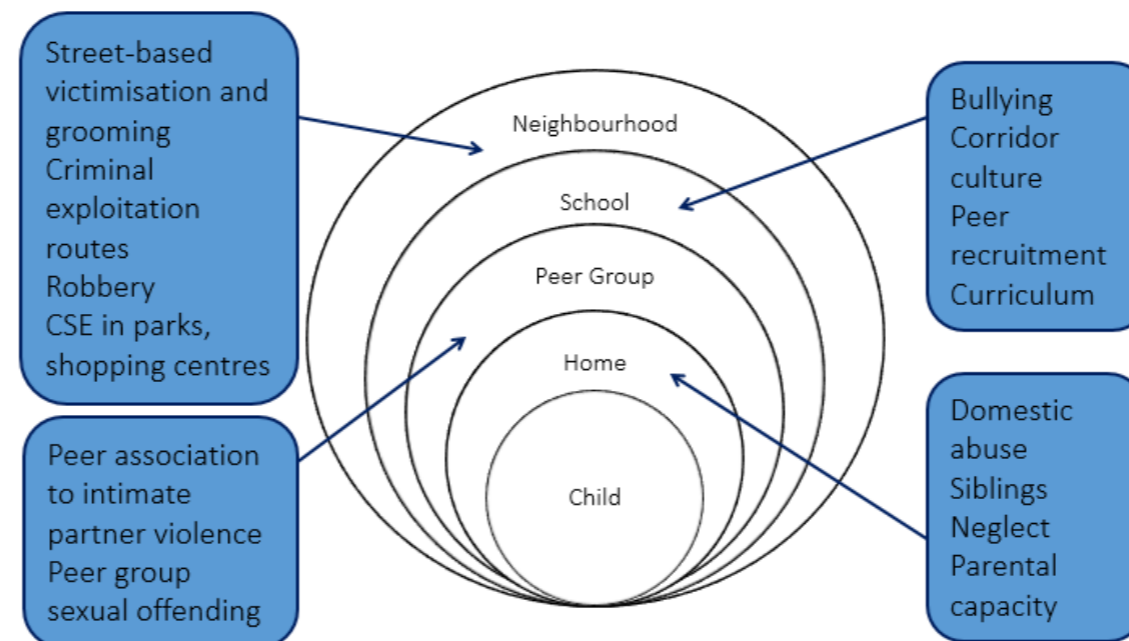 Street-based
victimisation and
grooming
Criminal
exploitation
routes
Robbery
CSE in parks,
shopping centres
Peer association
to intimate
partner violence
Peer group
sexual offending
Neighbourhood
School
Peer Group
Home
Child
Bullying
Corridor
culture
Peer
recruitment
Curriculum
Domestic
abuse
Siblings
Neglect
Parental
capacity